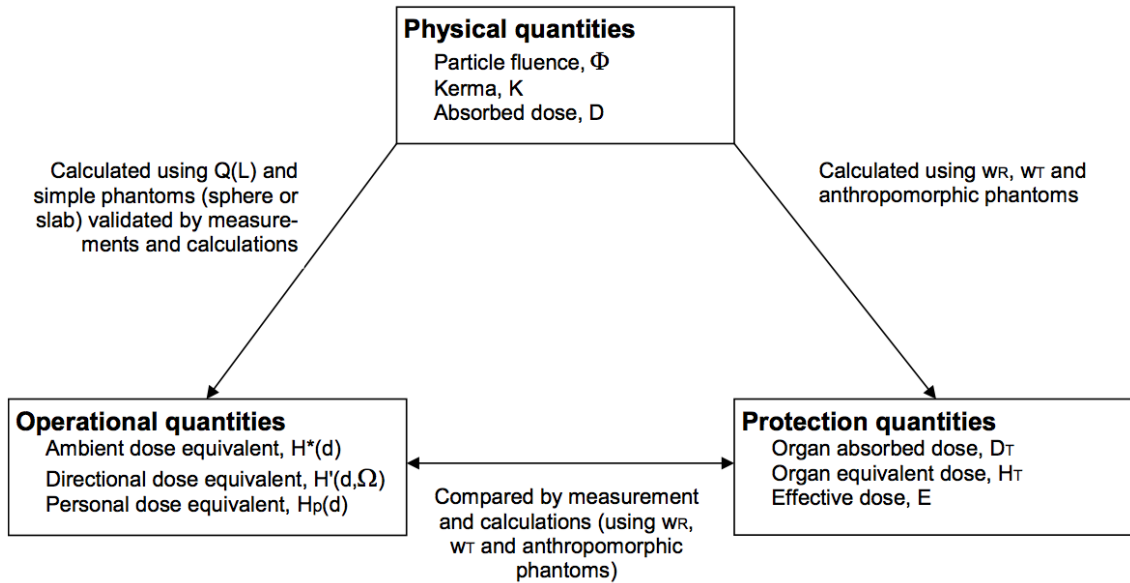 Physical quantities
Particle fluence, Φ
Kerma, K
Absorbed dose, D
Calculated using Q(L) and
simple phantoms (sphere or
slab) validated by measure-
ments and calculations
Calculated using wR, wT and
anthropomorphic phantoms
Operational quantities
Ambient dose equivalent, H*(d)
Directional dose equivalent, H'(d,Ω)
Personal dose equivalent, Hp(d)
Compared by measurement
and calculations (using wR,
wT and anthropomorphic
phantoms)
Protection quantities
Organ absorbed dose, DT
Organ equivalent dose, HT
Effective dose, E